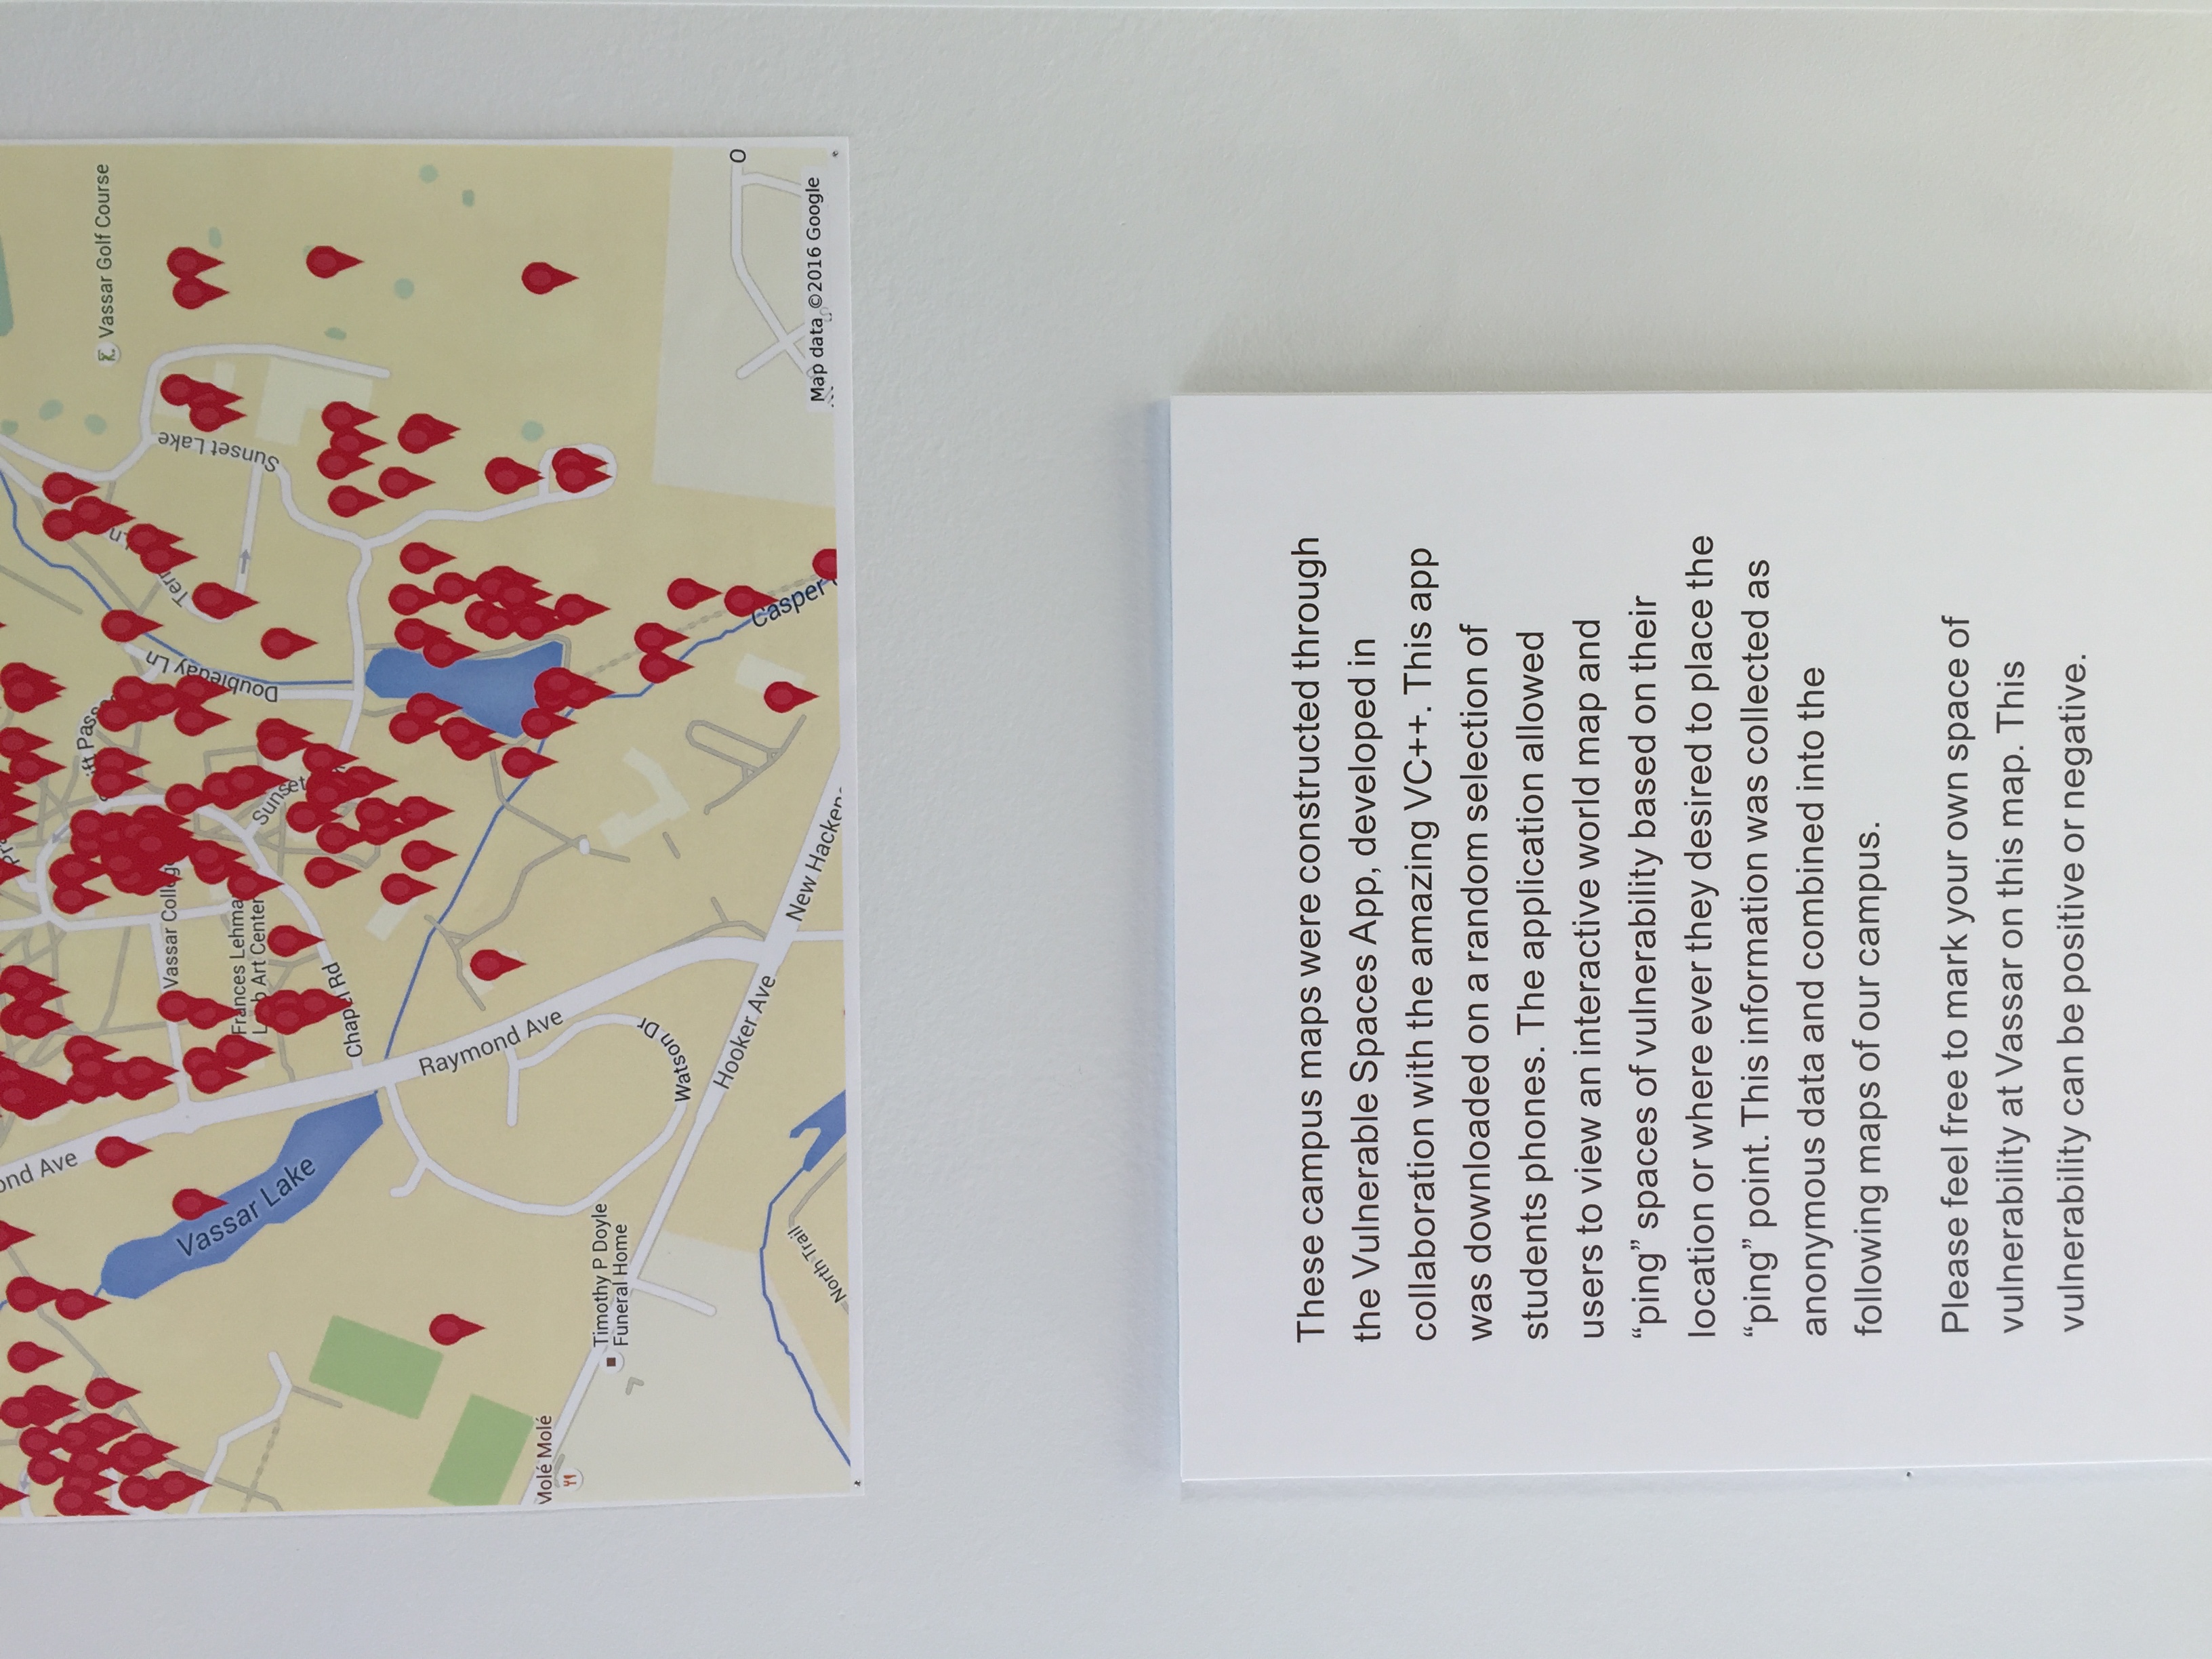 ond Ave
Vassar Golf Course
Vassar Colleg
Doubleday Ln
Sunset Lake
Vassar Lake
Frances Lehma
Art Center
Sunset
Chapel Rd
Raymond Ave
Molé Molé
Timothy P Doyle
Funeral Home
Watson Dr
Hooker Ave
Casper
O
North Trail
New Hacken
Map data ©2016 Google
These campus maps were constructed through
the Vulnerable Spaces App, developed in
collaboration with the amazing VC++. This app
was downloaded on a random selection of
students phones. The application allowed
users to view an interactive world map and
“ping” spaces of vulnerability based on their
location or where ever they desired to place the
“ping” point. This information was collected as
anonymous data and combined into the
following maps of our campus.
Please feel free to mark your own space of
vulnerability at Vassar on this map. This
vulnerability can be positive or negative.